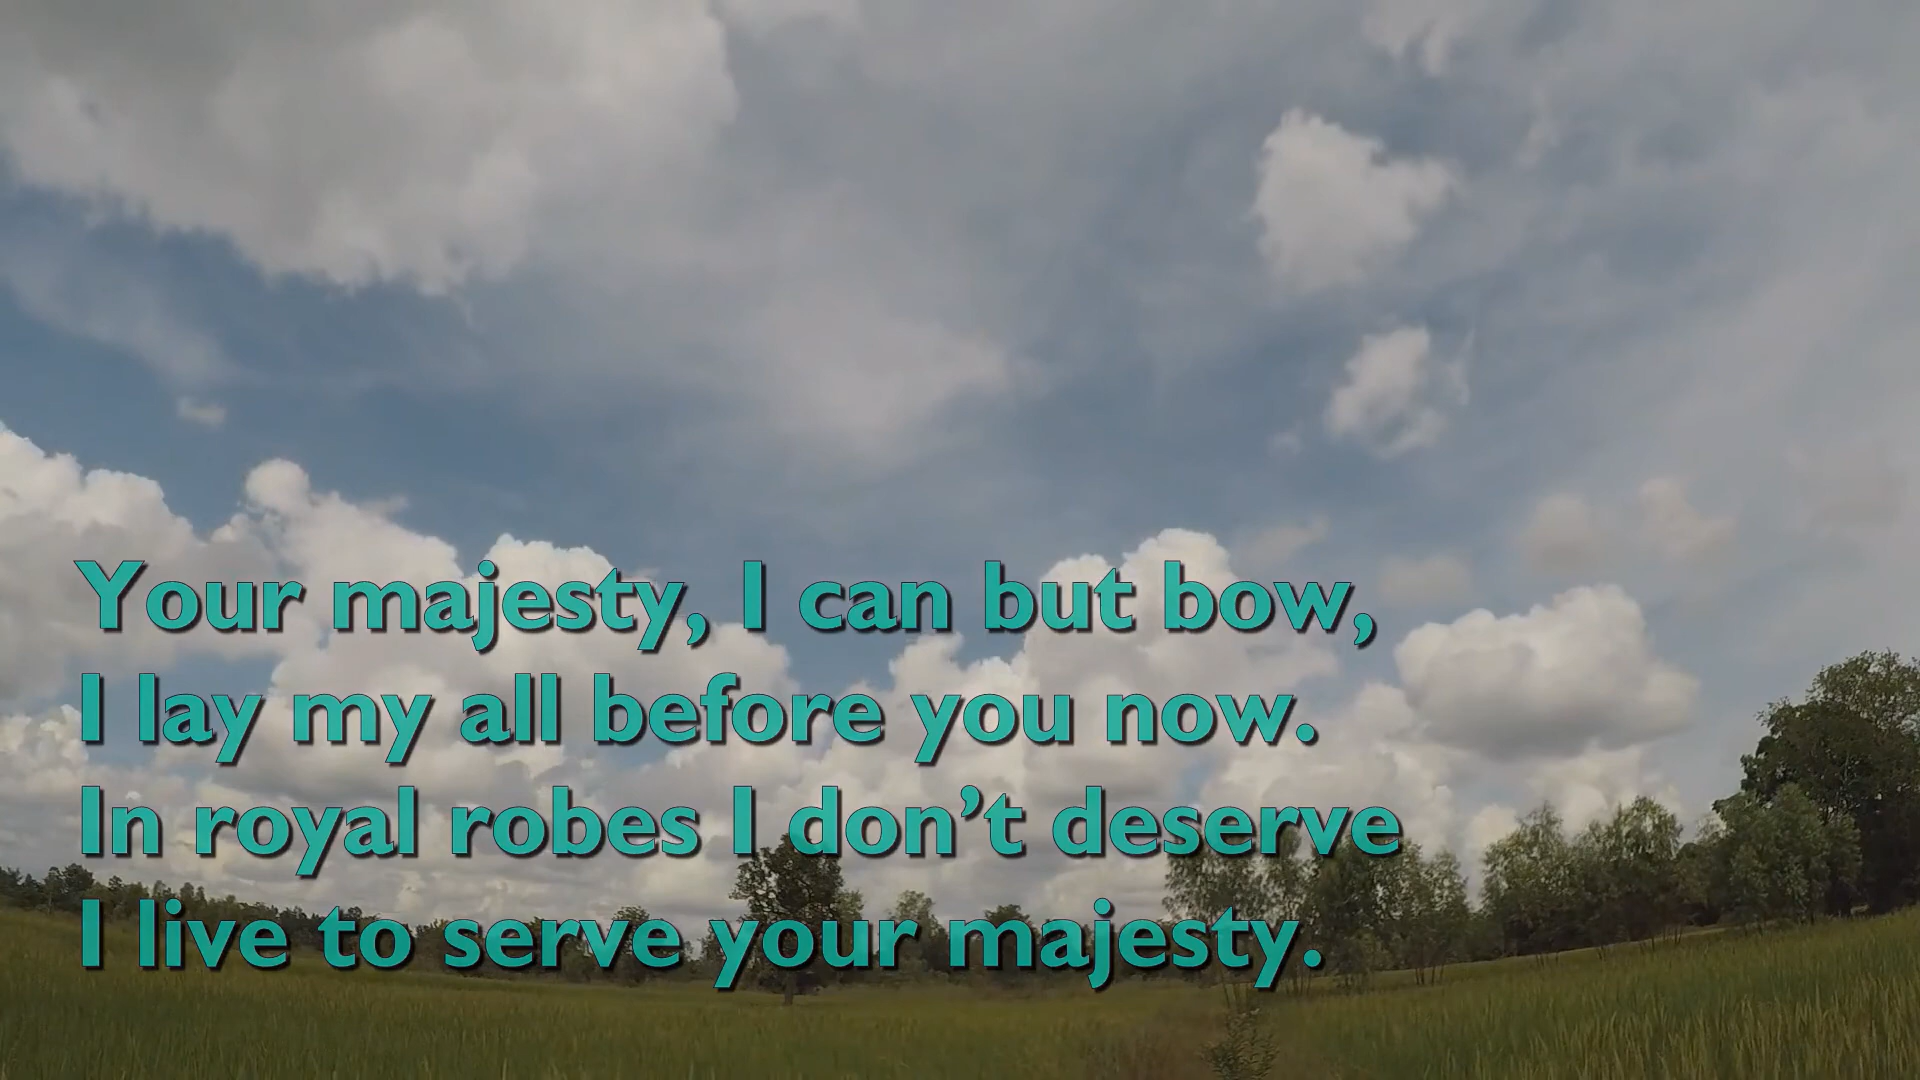 Your majesty, I can but bow,
I lay my all before you now.
In royal robes I don’t deserve
I live to serve your majesty.